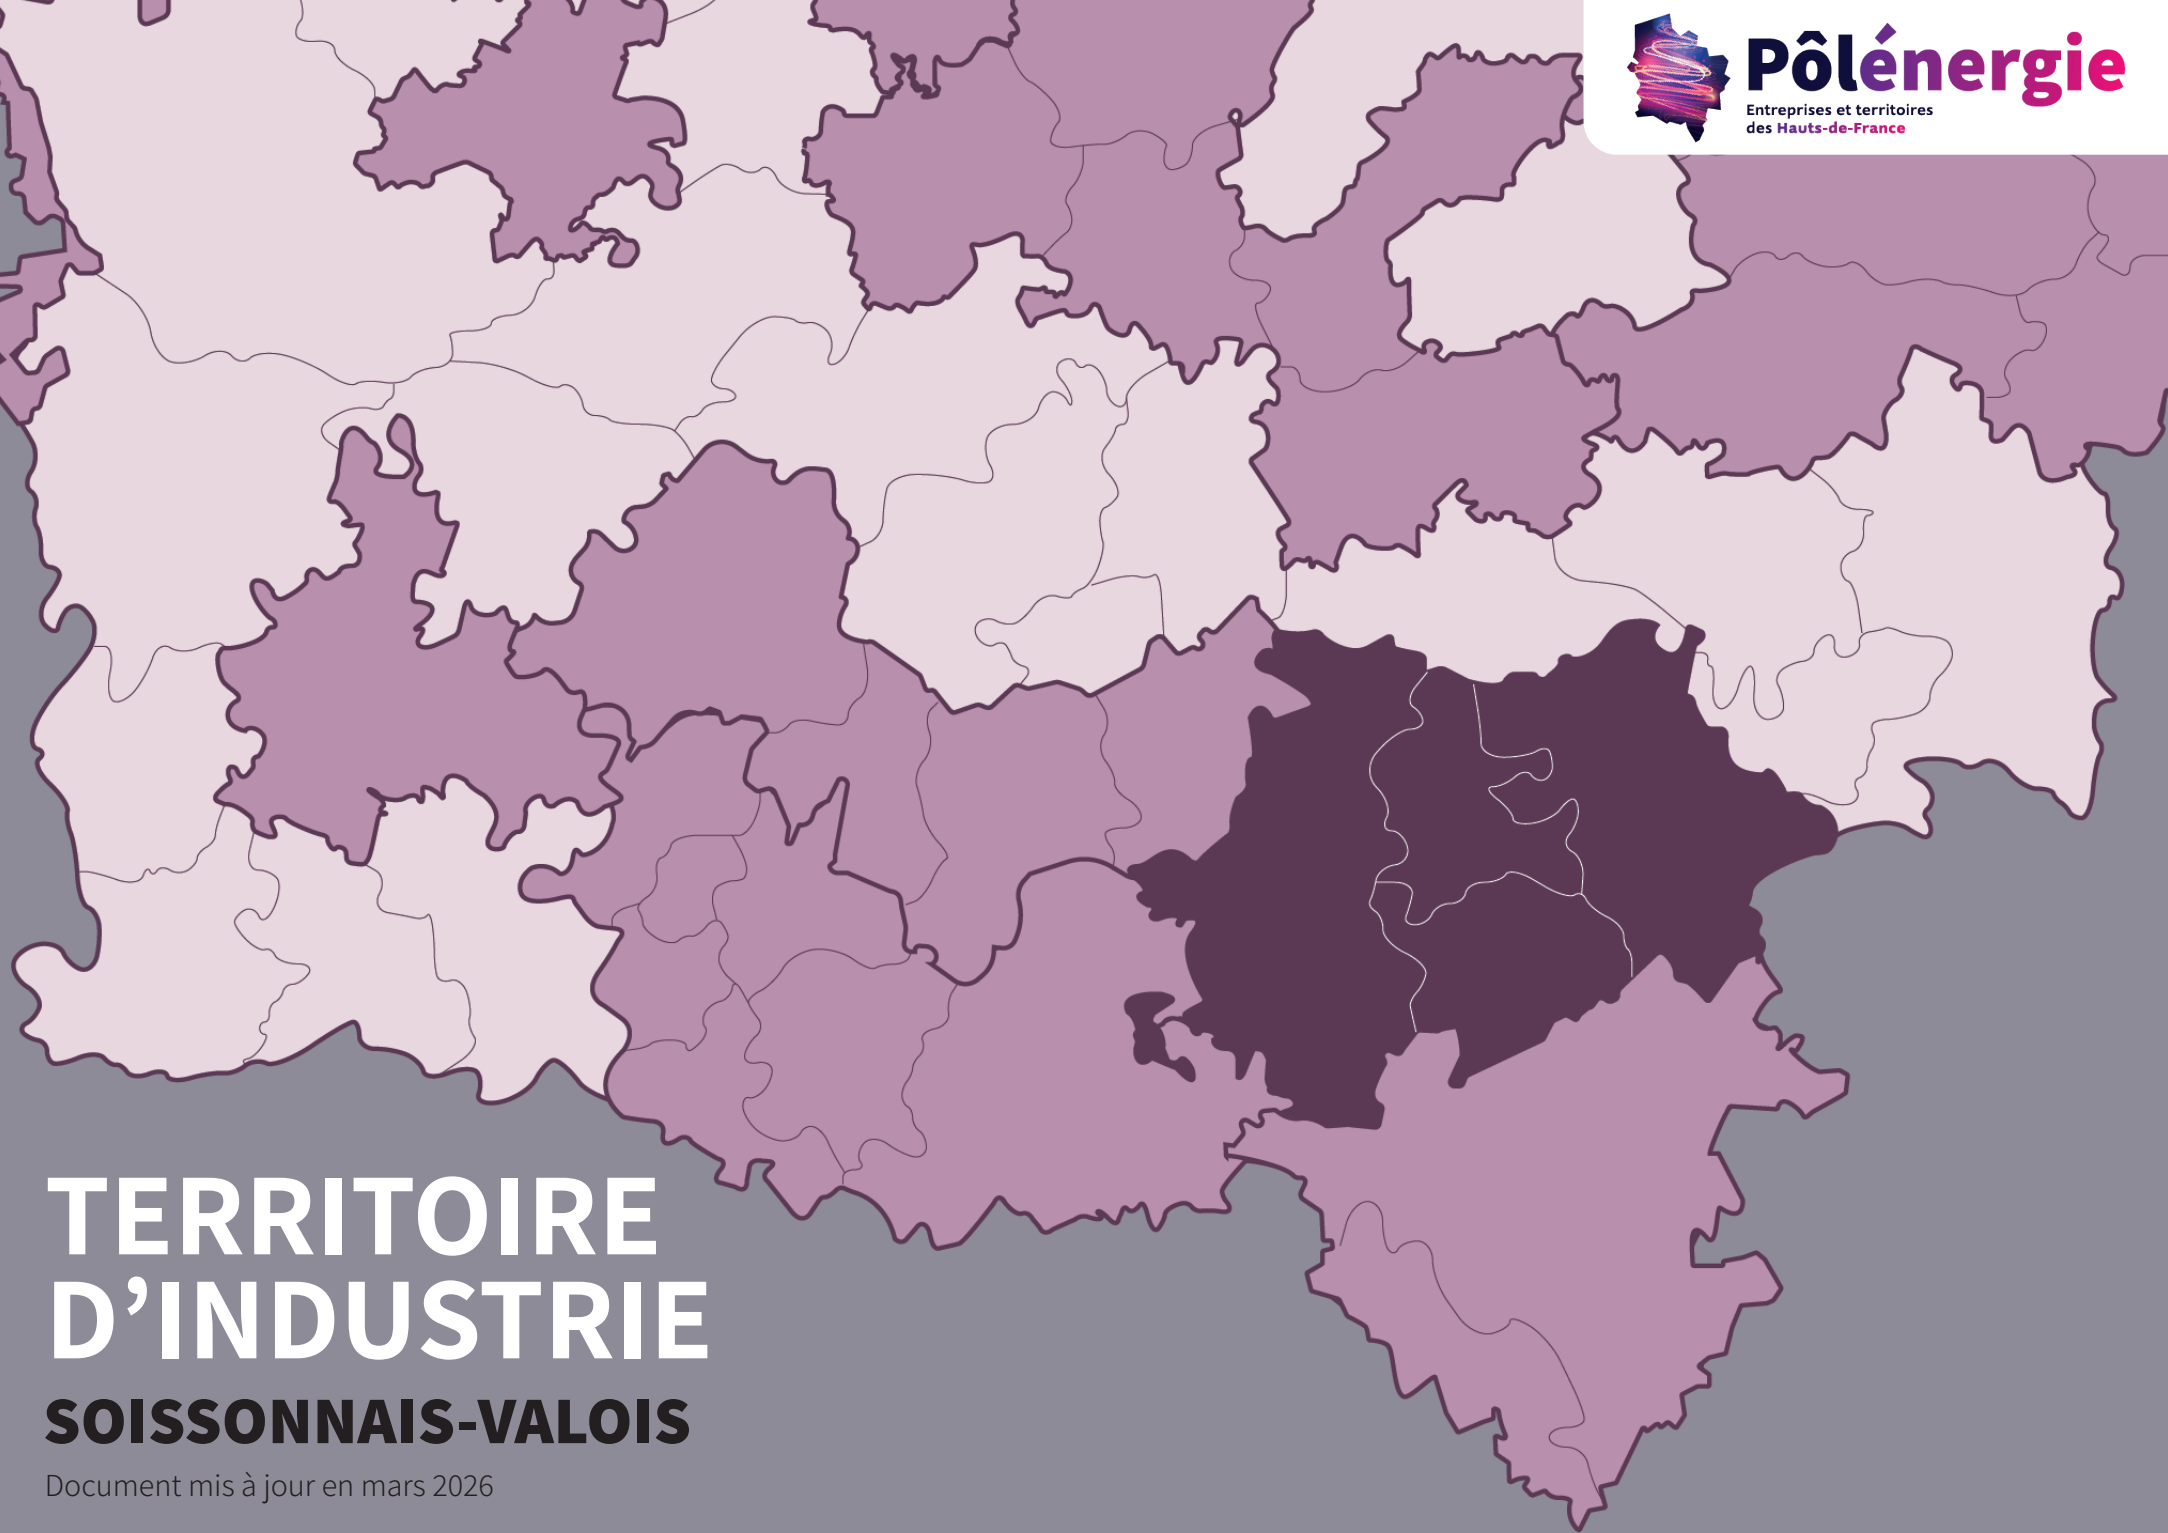 Pôlénergie
Entreprises et territoires
des Hauts-de-France
TERRITOIRE
D’INDUSTRIE
SOISSONNAIS-VALOIS
Document mis à jour en mars 2026